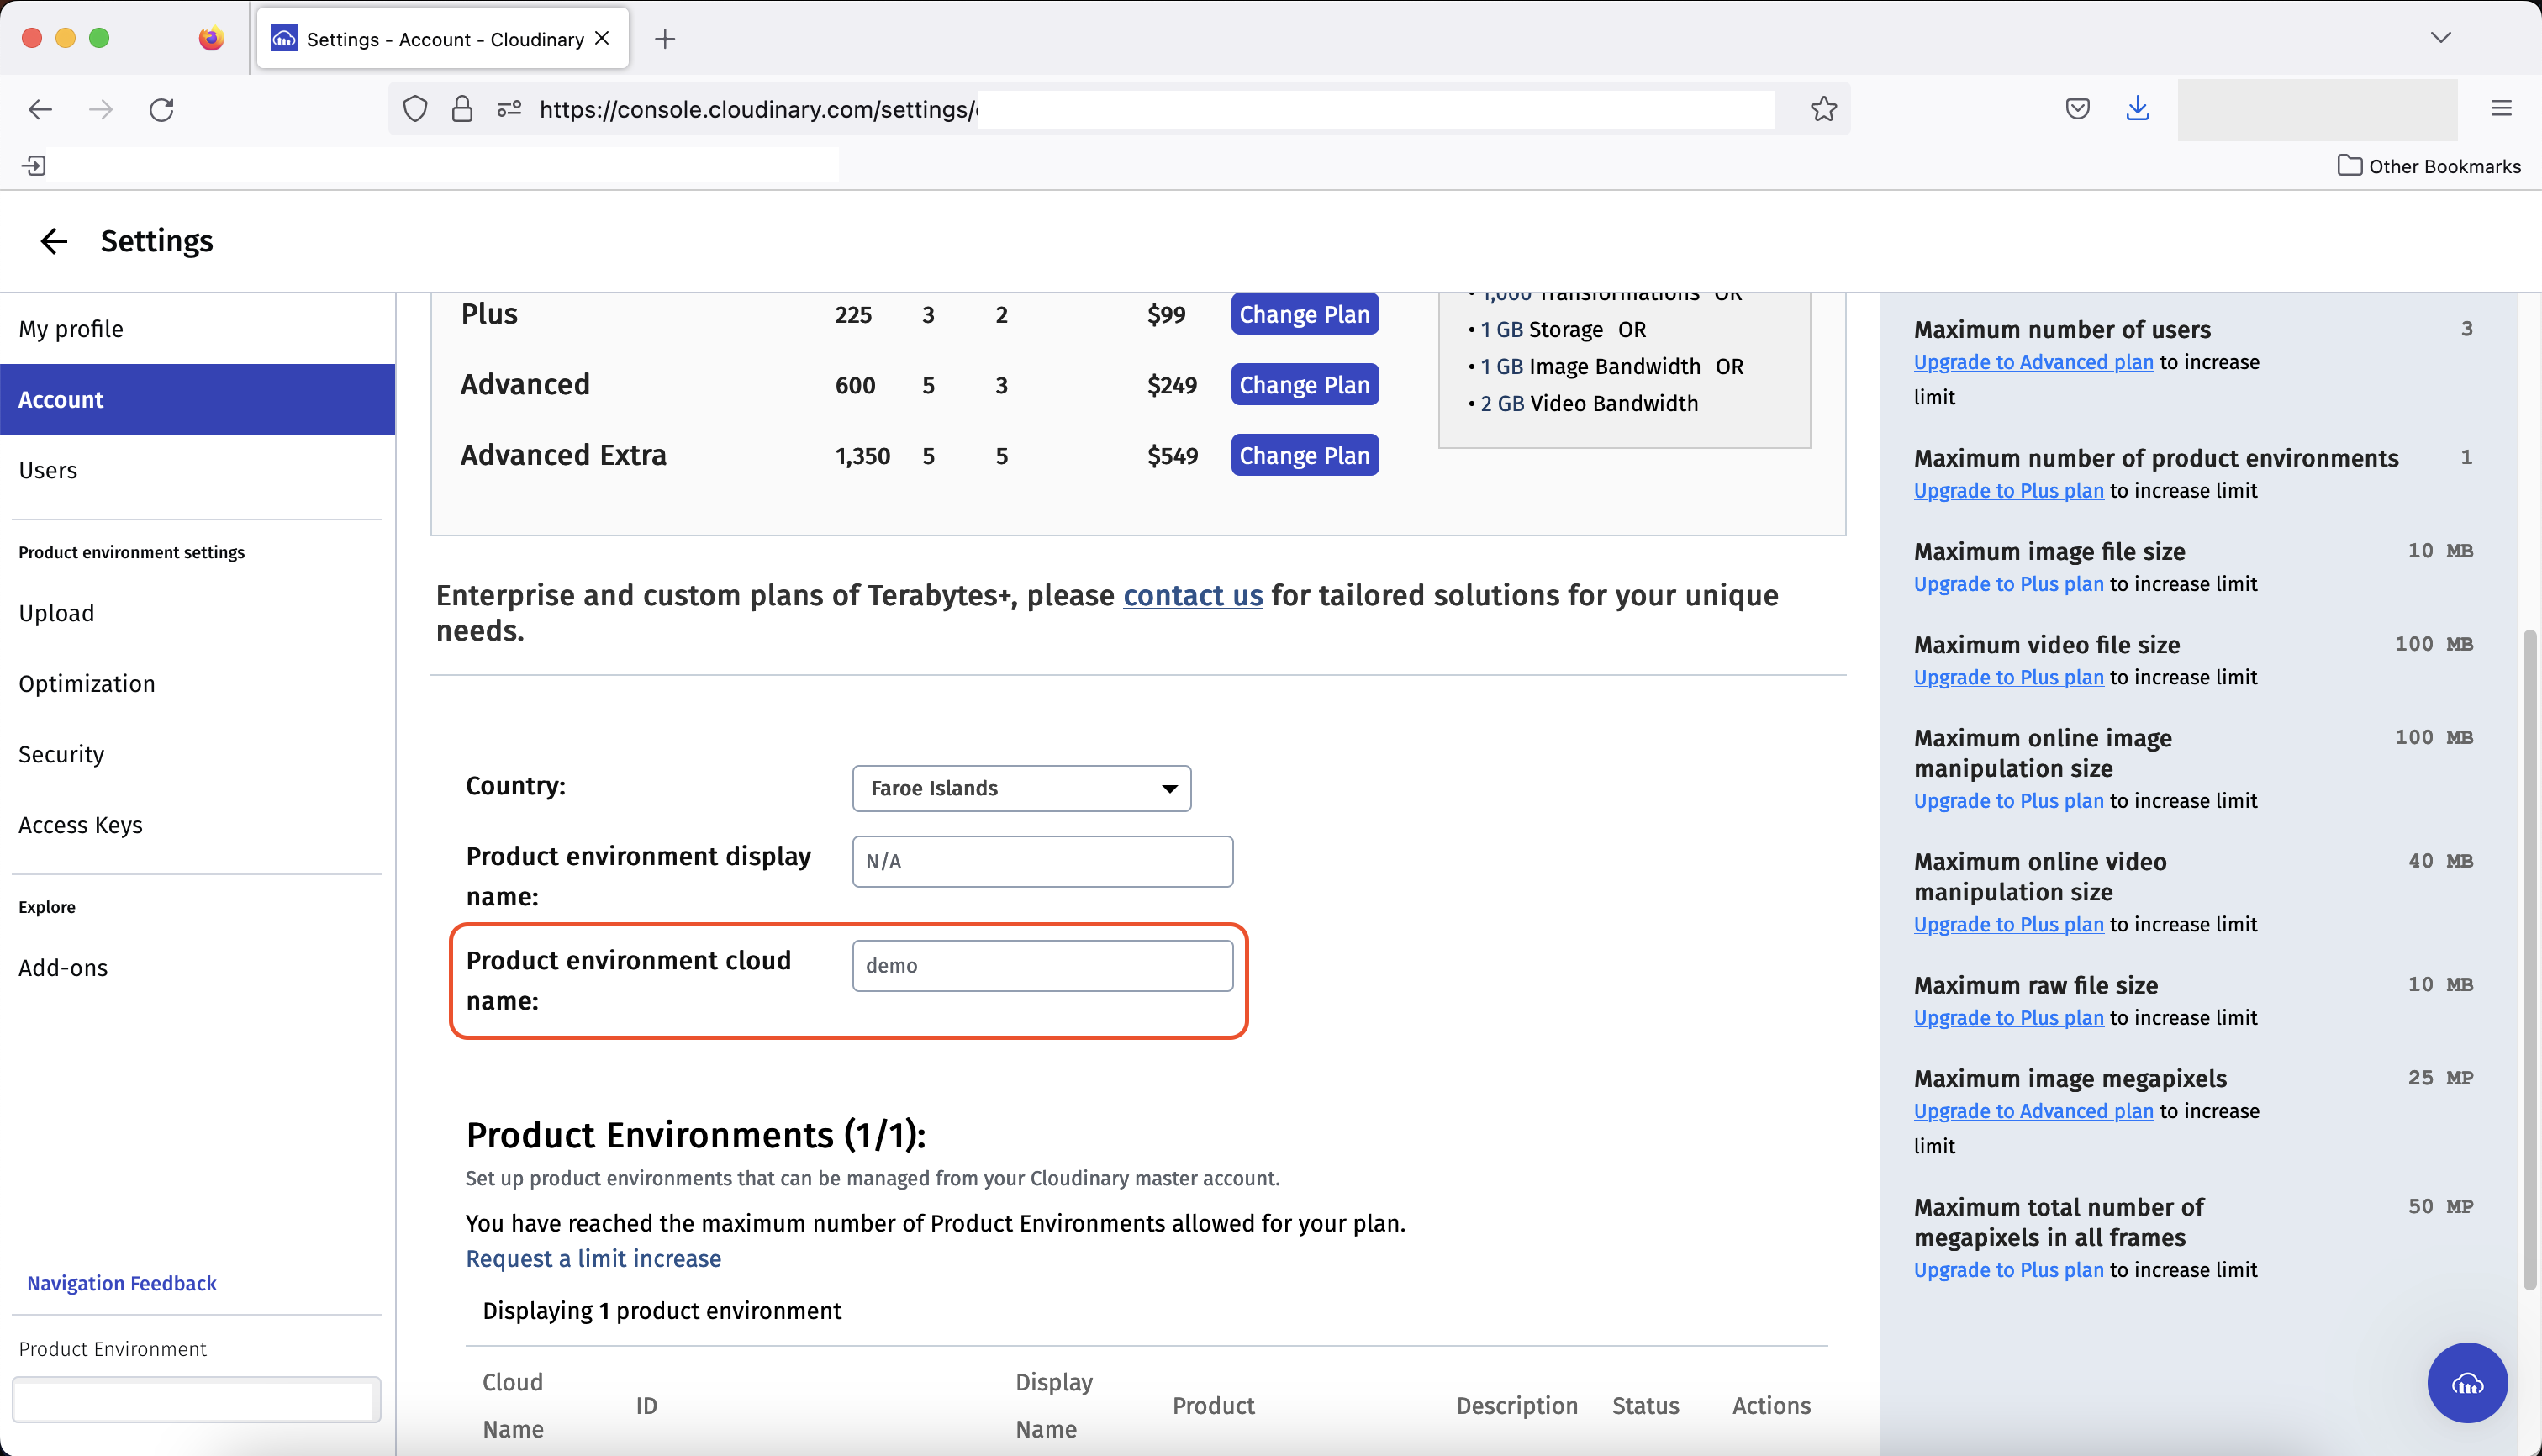 Settings - Account - Cloudinary
https://console.cloudinary.com/settings/
Other Bookmarks
Settings
My profile
Account
Users
Product environment settings
Upload
Optimization
Security
Access Keys
Explore
Add-ons
Navigation Feedback
Product Environment
Plus 225 3 2 $99 Change Plan
Advanced 600 5 3 $249 Change Plan
Advanced Extra 1,350 5 5 $549 Change Plan
• 1,000 Transformations OR
• 1 GB Storage OR
• 1 GB Image Bandwidth OR
• 2 GB Video Bandwidth
Enterprise and custom plans of Terabytes+, please contact us for tailored solutions for your unique
needs.
Country: Faroe Islands
Product environment display
name:
N/A
Product environment cloud
name:
demo
Product Environments (1/1):
Set up product environments that can be managed from your Cloudinary master account.
You have reached the maximum number of Product Environments allowed for your plan.
Request a limit increase
Displaying 1 product environment
Cloud
Name
ID
Display
Name
Product
Description
Status
Actions
Maximum number of users 3
Upgrade to Advanced plan to increase
limit
Maximum number of product environments 1
Upgrade to Plus plan to increase limit
Maximum image file size 10 MB
Upgrade to Plus plan to increase limit
Maximum video file size 100 MB
Upgrade to Plus plan to increase limit
Maximum online image 100 MB
manipulation size
Upgrade to Plus plan to increase limit
Maximum online video 40 MB
manipulation size
Upgrade to Plus plan to increase limit
Maximum raw file size 10 MB
Upgrade to Plus plan to increase limit
Maximum image megapixels 25 MP
Upgrade to Advanced plan to increase
limit
Maximum total number of 50 MP
megapixels in all frames
Upgrade to Plus plan to increase limit